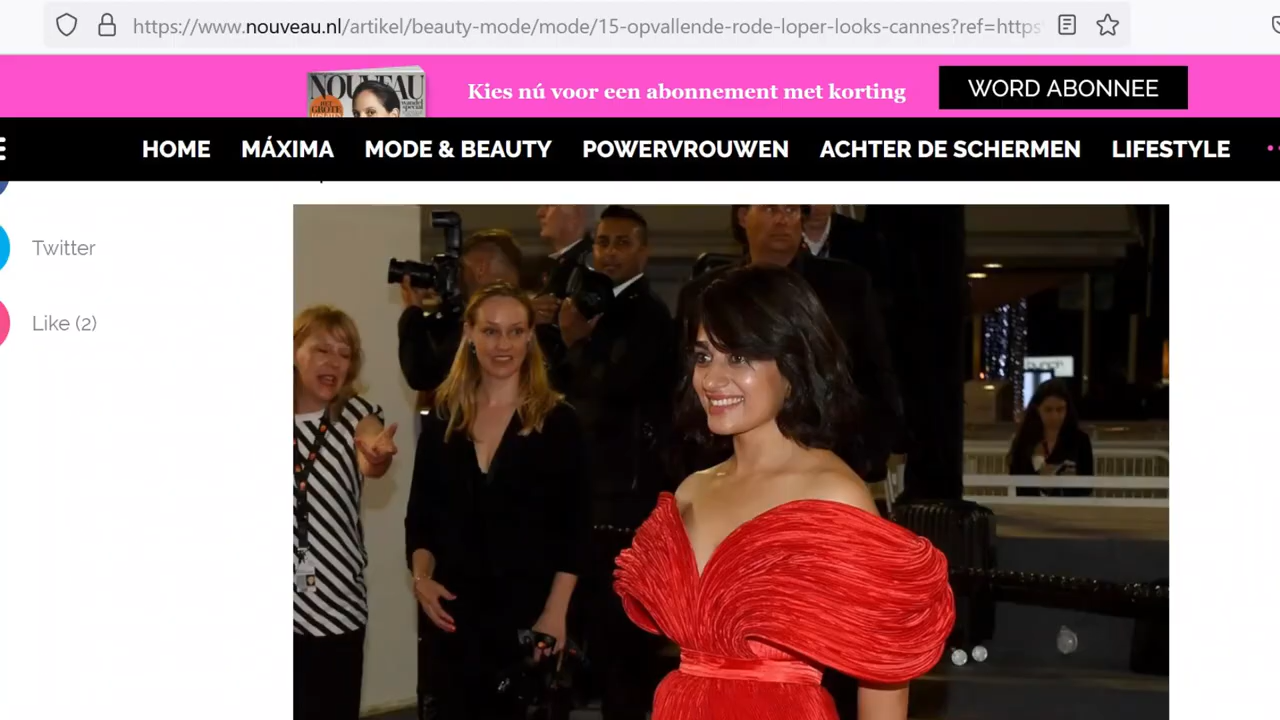 https://www.nouveau.nl/artikel/beauty-mode/mode/15-opvallende-rode-loper-looks-cannes?ref=https
NOUVEAU
Kies nú voor een abonnement met korting
WORD ABONNEE
HOME MÁXIMA MODE & BEAUTY POWERVROUWEN ACHTER DE SCHERMEN LIFESTYLE
Twitter
Like (2)